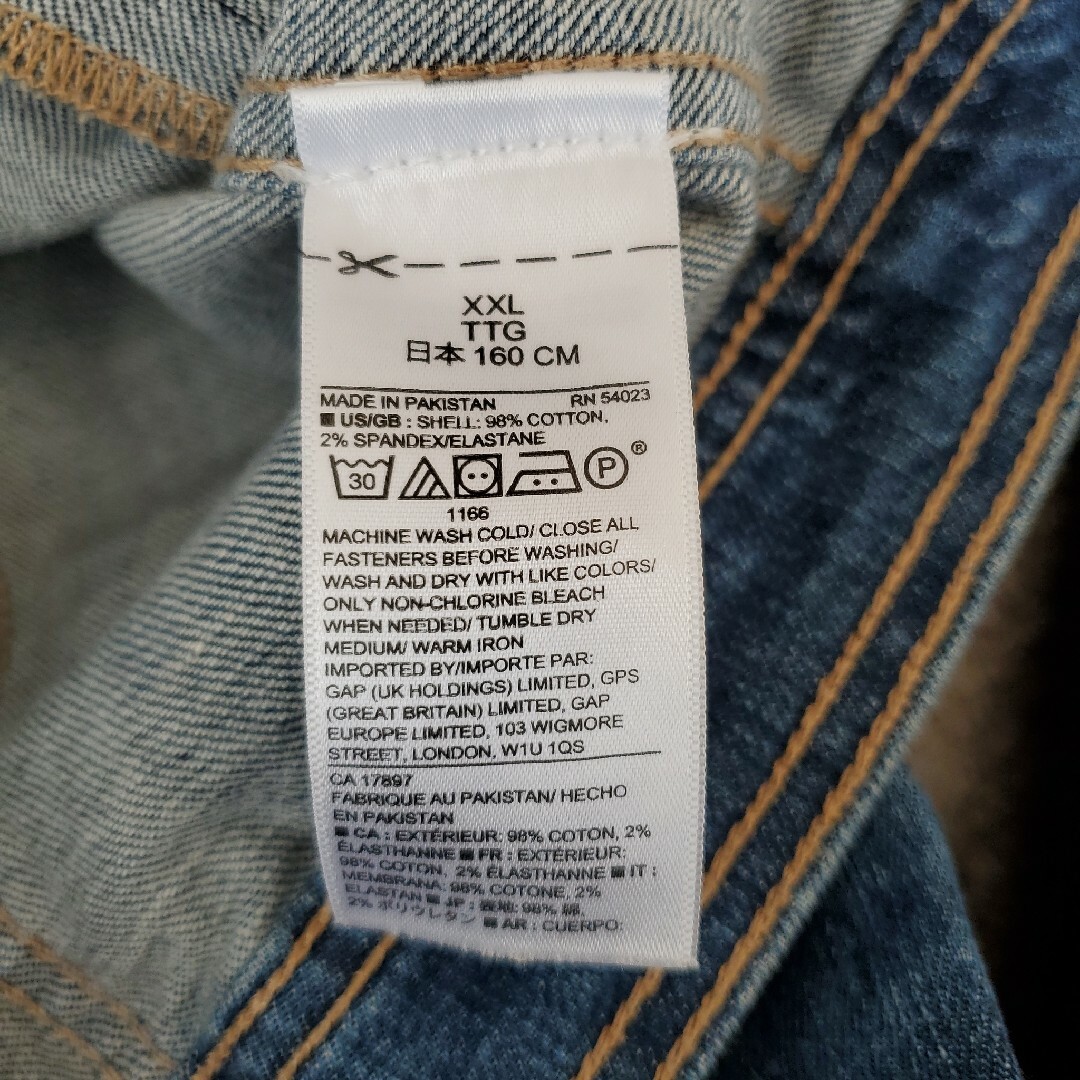 XXL
TTG
日本 160 CM
MADE IN PAKISTAN RN 54023
■ US/GB : SHELL: 98% COTTON,
2% SPANDEX/ELASTANE
30 P ®
1166
MACHINE WASH COLD/ CLOSE ALL
FASTENERS BEFORE WASHING/
WASH AND DRY WITH LIKE COLORS/
ONLY NON-CHLORINE BLEACH
WHEN NEEDED/ TUMBLE DRY
MEDIUM/ WARM IRON
IMPORTED BY/IMPORTE PAR:
GAP (UK HOLDINGS) LIMITED, GPS
(GREAT BRITAIN) LIMITED, GAP
EUROPE LIMITED, 103 WIGMORE
STREET, LONDON, W1U 1QS
CA 17897
FABRIQUE AU PAKISTAN/ HECHO
EN PAKISTAN
■ CA : EXTÉRIEUR: 98% COTON, 2%
ÉLASTHANNE ■ FR : EXTÉRIEUR:
98% COTON, 2% ÉLASTHANNE ■ IT :
MEMBRANA: 98% COTONE, 2%
ELASTAN ■ JP : 表地: 98% 綿,
2% ポリウレタン ■ AR : CUERPO: